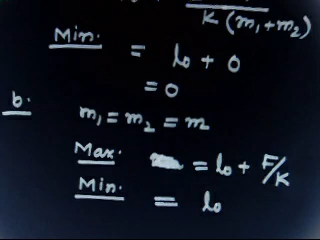 K (m₁+m₂)
Min. = l₀ + 0
= 0
b. m₁ = m₂ = m
Max. = l₀ + F/K
Min. = l₀